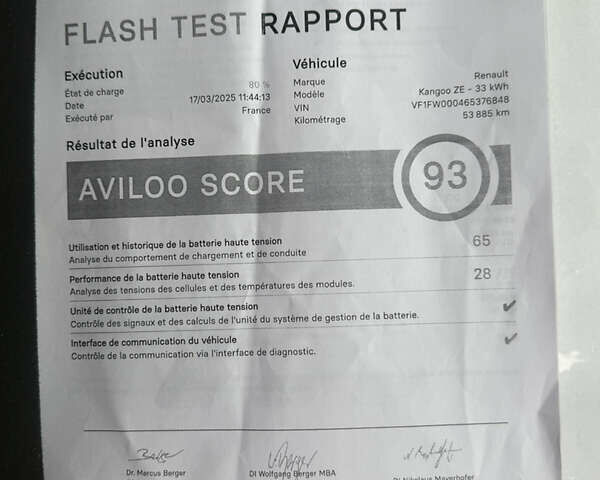 FLASH TEST RAPPORT
Exécution
État de charge 80 %
Date 17/03/2025 11:44:13
Exécuté par France
Véhicule
Marque Renault
Modèle Kangoo ZE - 33 kWh
VIN VF1FW000465376848
Kilométrage 53 885 km
Résultat de l'analyse
AVILOO SCORE 93
Utilisation et historique de la batterie haute tension 65
Analyse du comportement de chargement et de conduite
Performance de la batterie haute tension 28
Analyse des tensions des cellules et des températures des modules.
Unité de contrôle de la batterie haute tension ✔
Contrôle des signaux et des calculs de l'unité du système de gestion de la batterie.
Interface de communication du véhicule ✔
Contrôle de la communication via l'interface de diagnostic.
Dr. Marcus Berger DI Wolfgang Berger MBA DI Nikolaus Mayerhofer